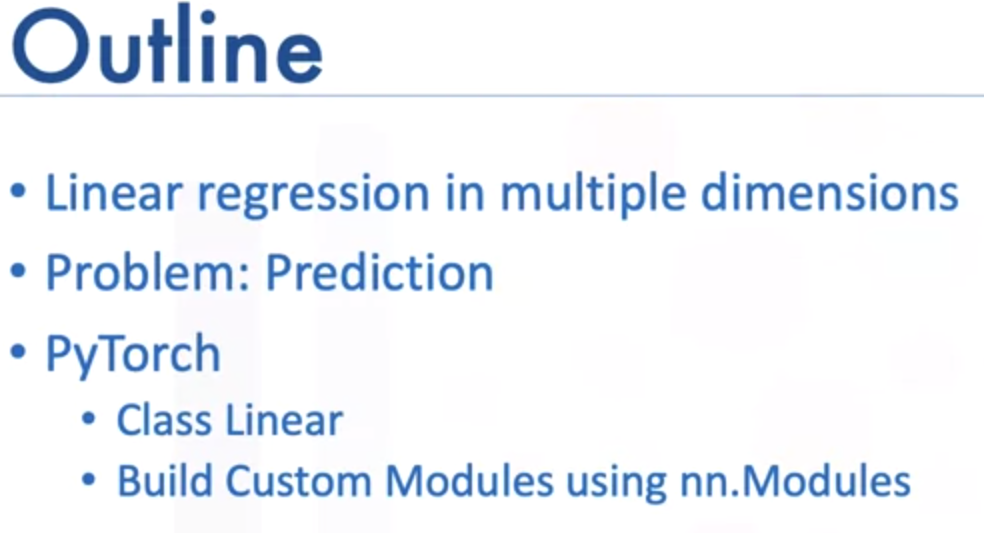 Outline
• Linear regression in multiple dimensions
• Problem: Prediction
• PyTorch
• Class Linear
• Build Custom Modules using nn.Modules